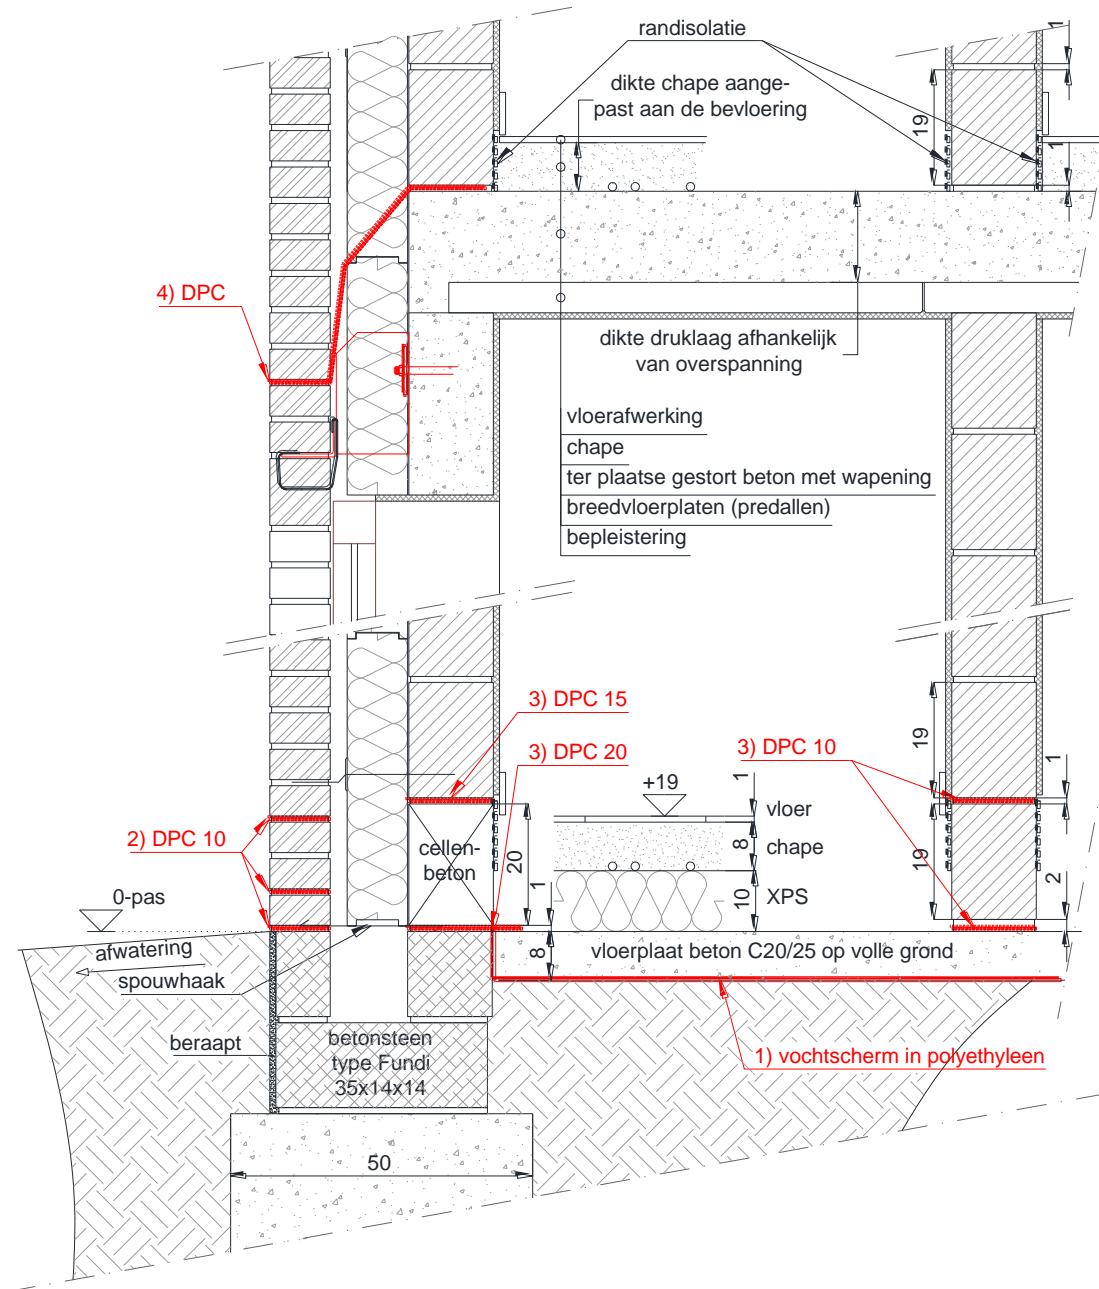 randisolatie
1
dikte chape aange-
past aan de bevloering
19
1
4) DPC
dikte druklaag afhankelijk
van overspanning
vloerafwerking
chape
ter plaatse gestort beton met wapening
breedvloerplaten (predallen)
bepleistering
3) DPC 15
19
3) DPC 20
3) DPC 10
+19
1
1
vloer
2) DPC 10
cellen-
beton
20
8
chape
19
0-pas
1
10
XPS
2
afwatering
8
vloerplaat beton C20/25 op volle grond
spouwhaak
beraapt
betonsteen
type Fundi
35x14x14
1) vochtscherm in polyethyleen
50